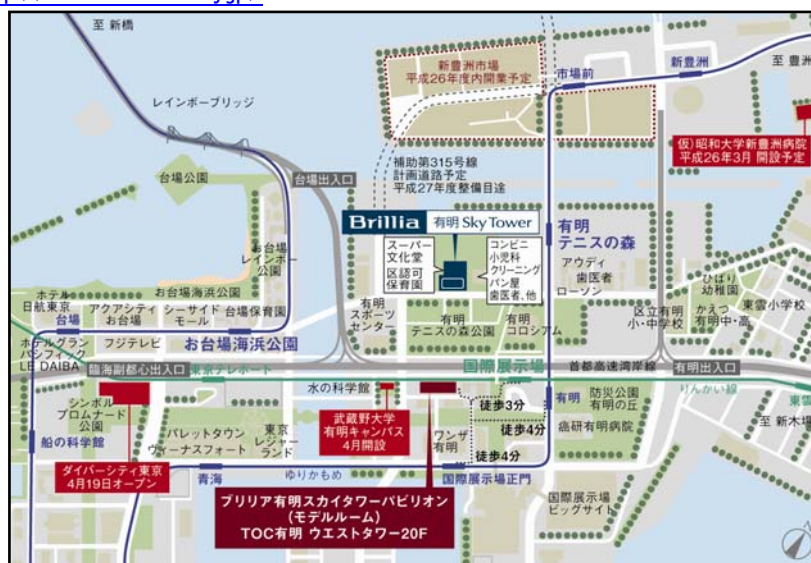 至 新橋
レインボーブリッジ
新豊洲市場
平成26年度内開業予定
市場前
新豊洲
至 豊洲
(仮)昭和大学新豊洲病院
平成26年3月 開設予定
台場公園
台場出入口
補助第315号線
計画道路予定
平成27年度整備目途
Brillia 有明 Sky Tower
スーパー
文化堂
区認可
保育園
コンビニ
小児科
クリーニング
パン屋
歯医者、他
有明
テニスの森
アウディ
歯医者
ローソン
ひばり
幼稚園
東雲小学校
かえつ
有明中・高
区立有明
小・中学校
お台場
レインボー
公園
お台場海浜公園
ホテル
日航東京
アクアシティ
お台場
シーサイド
モール
台場保育園
有明
スポーツ
センター
有明
テニスの森公園
有明
コロシアム
台場
フジテレビ
お台場海浜公園
ホテルグラン
パシフィック
LE DAIBA
臨海副都心出入口
東京テレポート
国際展示場
首都高速湾岸線
有明出入口
りんかい線
東雲
至 新木場
シンボル
プロムナード
公園
水の科学館
武蔵野大学
有明キャンパス
4月開設
徒歩3分
有明
防災公園
有明の丘
徒歩4分
癌研有明病院
ワンザ
有明
徒歩4分
船の科学館
パレットタウン
ヴィーナスフォート
東京
レジャー
ランド
ダイバーシティ東京
4月19日オープン
青海
ゆりかもめ
国際展示場正門
ブリリア有明スカイタワーパビリオン
(モデルルーム)
TOC有明 ウエストタワー20F
国際展示場
ビッグサイト